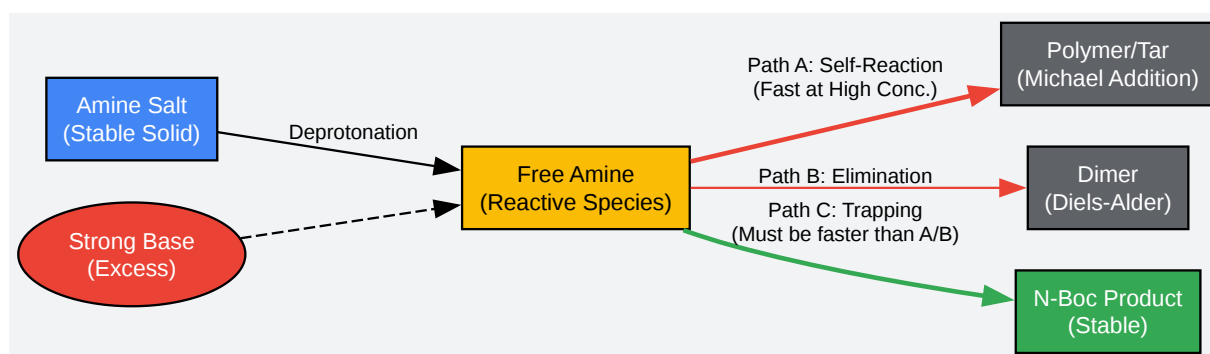 Amine Salt
(Stable Solid)
Strong Base
(Excess)
Deprotonation
Free Amine
(Reactive Species)
Path A: Self-Reaction
(Fast at High Conc.)
Path B: Elimination
Path C: Trapping
(Must be faster than A/B)
Polymer/Tar
(Michael Addition)
Dimer
(Diels-Alder)
N-Boc Product
(Stable)